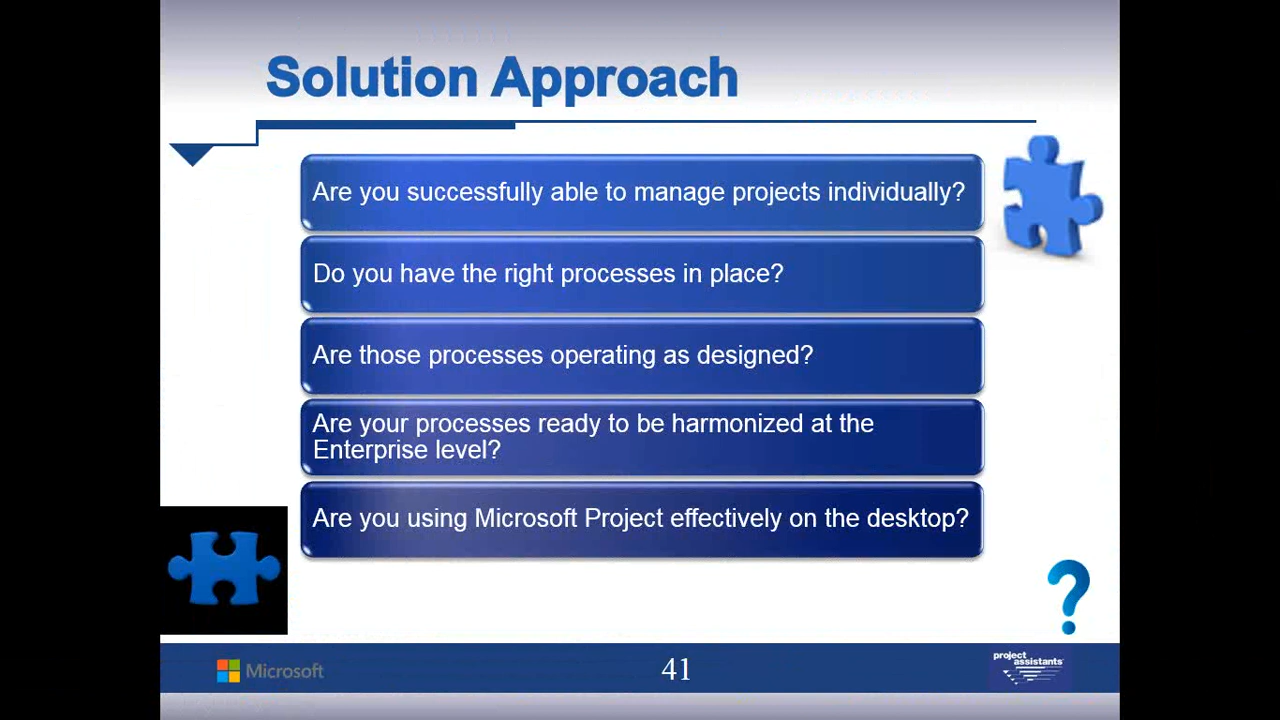 Solution Approach
Are you successfully able to manage projects individually?
Do you have the right processes in place?
Are those processes operating as designed?
Are your processes ready to be harmonized at the
Enterprise level?
Are you using Microsoft Project effectively on the desktop?
?
Microsoft
41
project
assistants